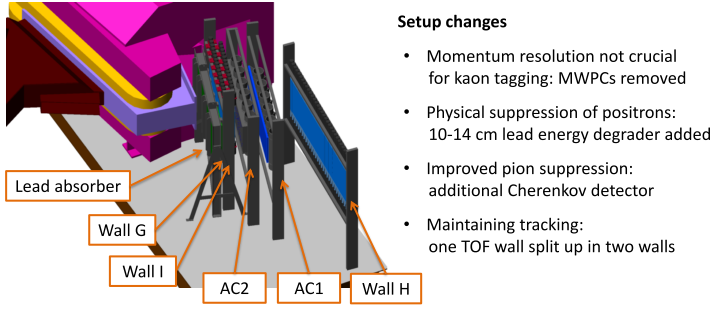 Setup changes
• Momentum resolution not crucial
for kaon tagging: MWPCs removed
• Physical suppression of positrons:
10-14 cm lead energy degrader added
• Improved pion suppression:
additional Cherenkov detector
• Maintaining tracking:
one TOF wall split up in two walls
Lead absorber
Wall G
Wall I
AC2
AC1
Wall H